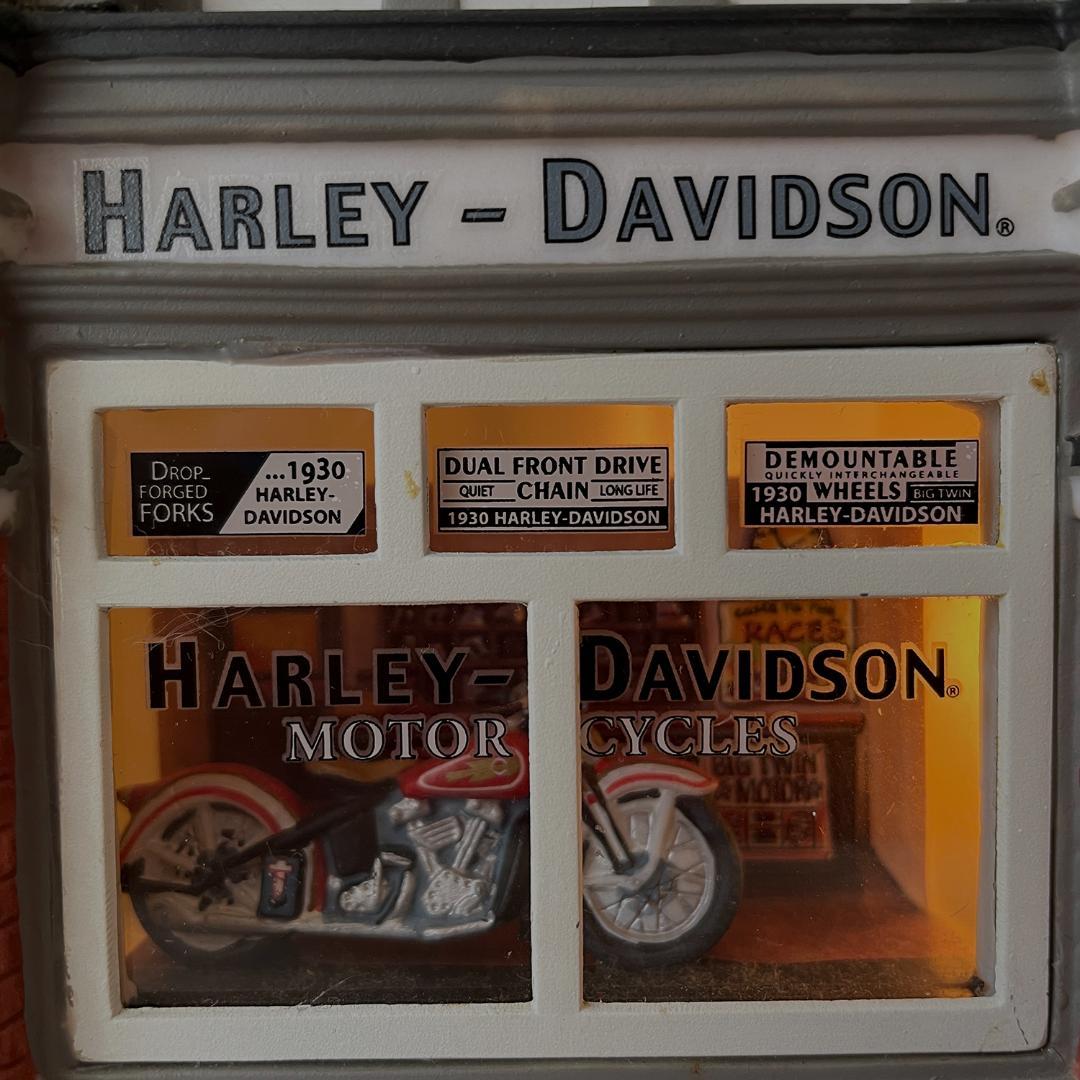 HARLEY – DAVIDSON®
DROP-
FORGED
FORKS
...1930
HARLEY-
DAVIDSON
DUAL FRONT DRIVE
QUIET CHAIN LONG LIFE
1930 HARLEY-DAVIDSON
DEMOUNTABLE
QUICKLY INTERCHANGEABLE
1930 WHEELS BIG TWIN
HARLEY-DAVIDSON
RACES
HARLEY-DAVIDSON®
MOTOR CYCLES
BIG TWIN